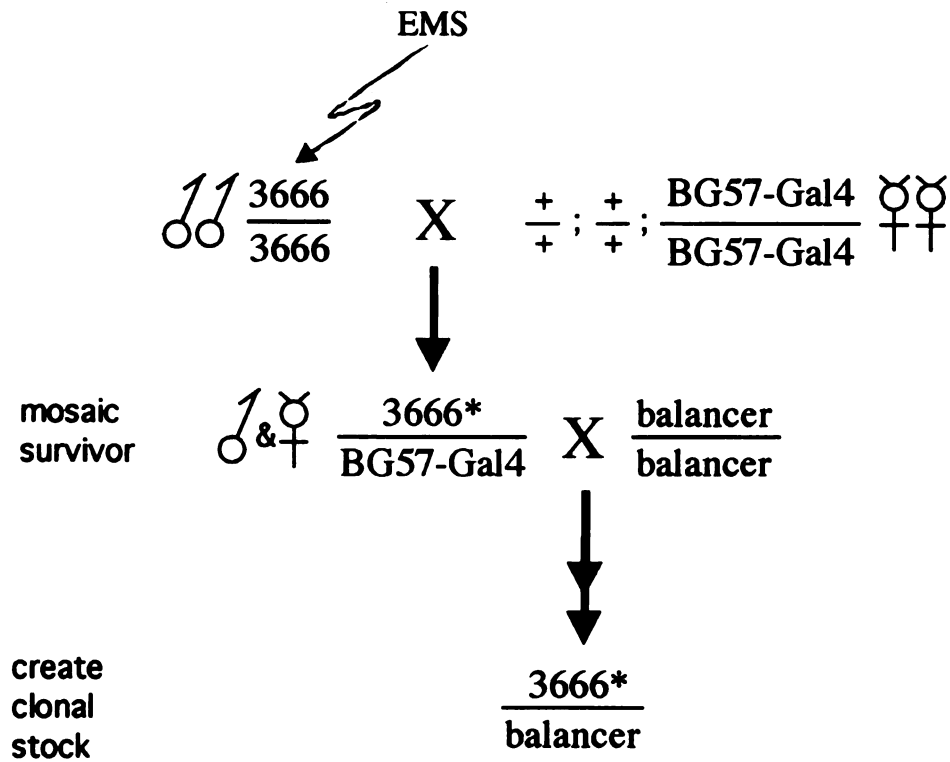 EMS
3666
3666
X
+
+
;
+
+
;
BG57-Gal4
BG57-Gal4
mosaic
survivor
&
3666*
BG57-Gal4
X
balancer
balancer
create
clonal
stock
3666*
balancer